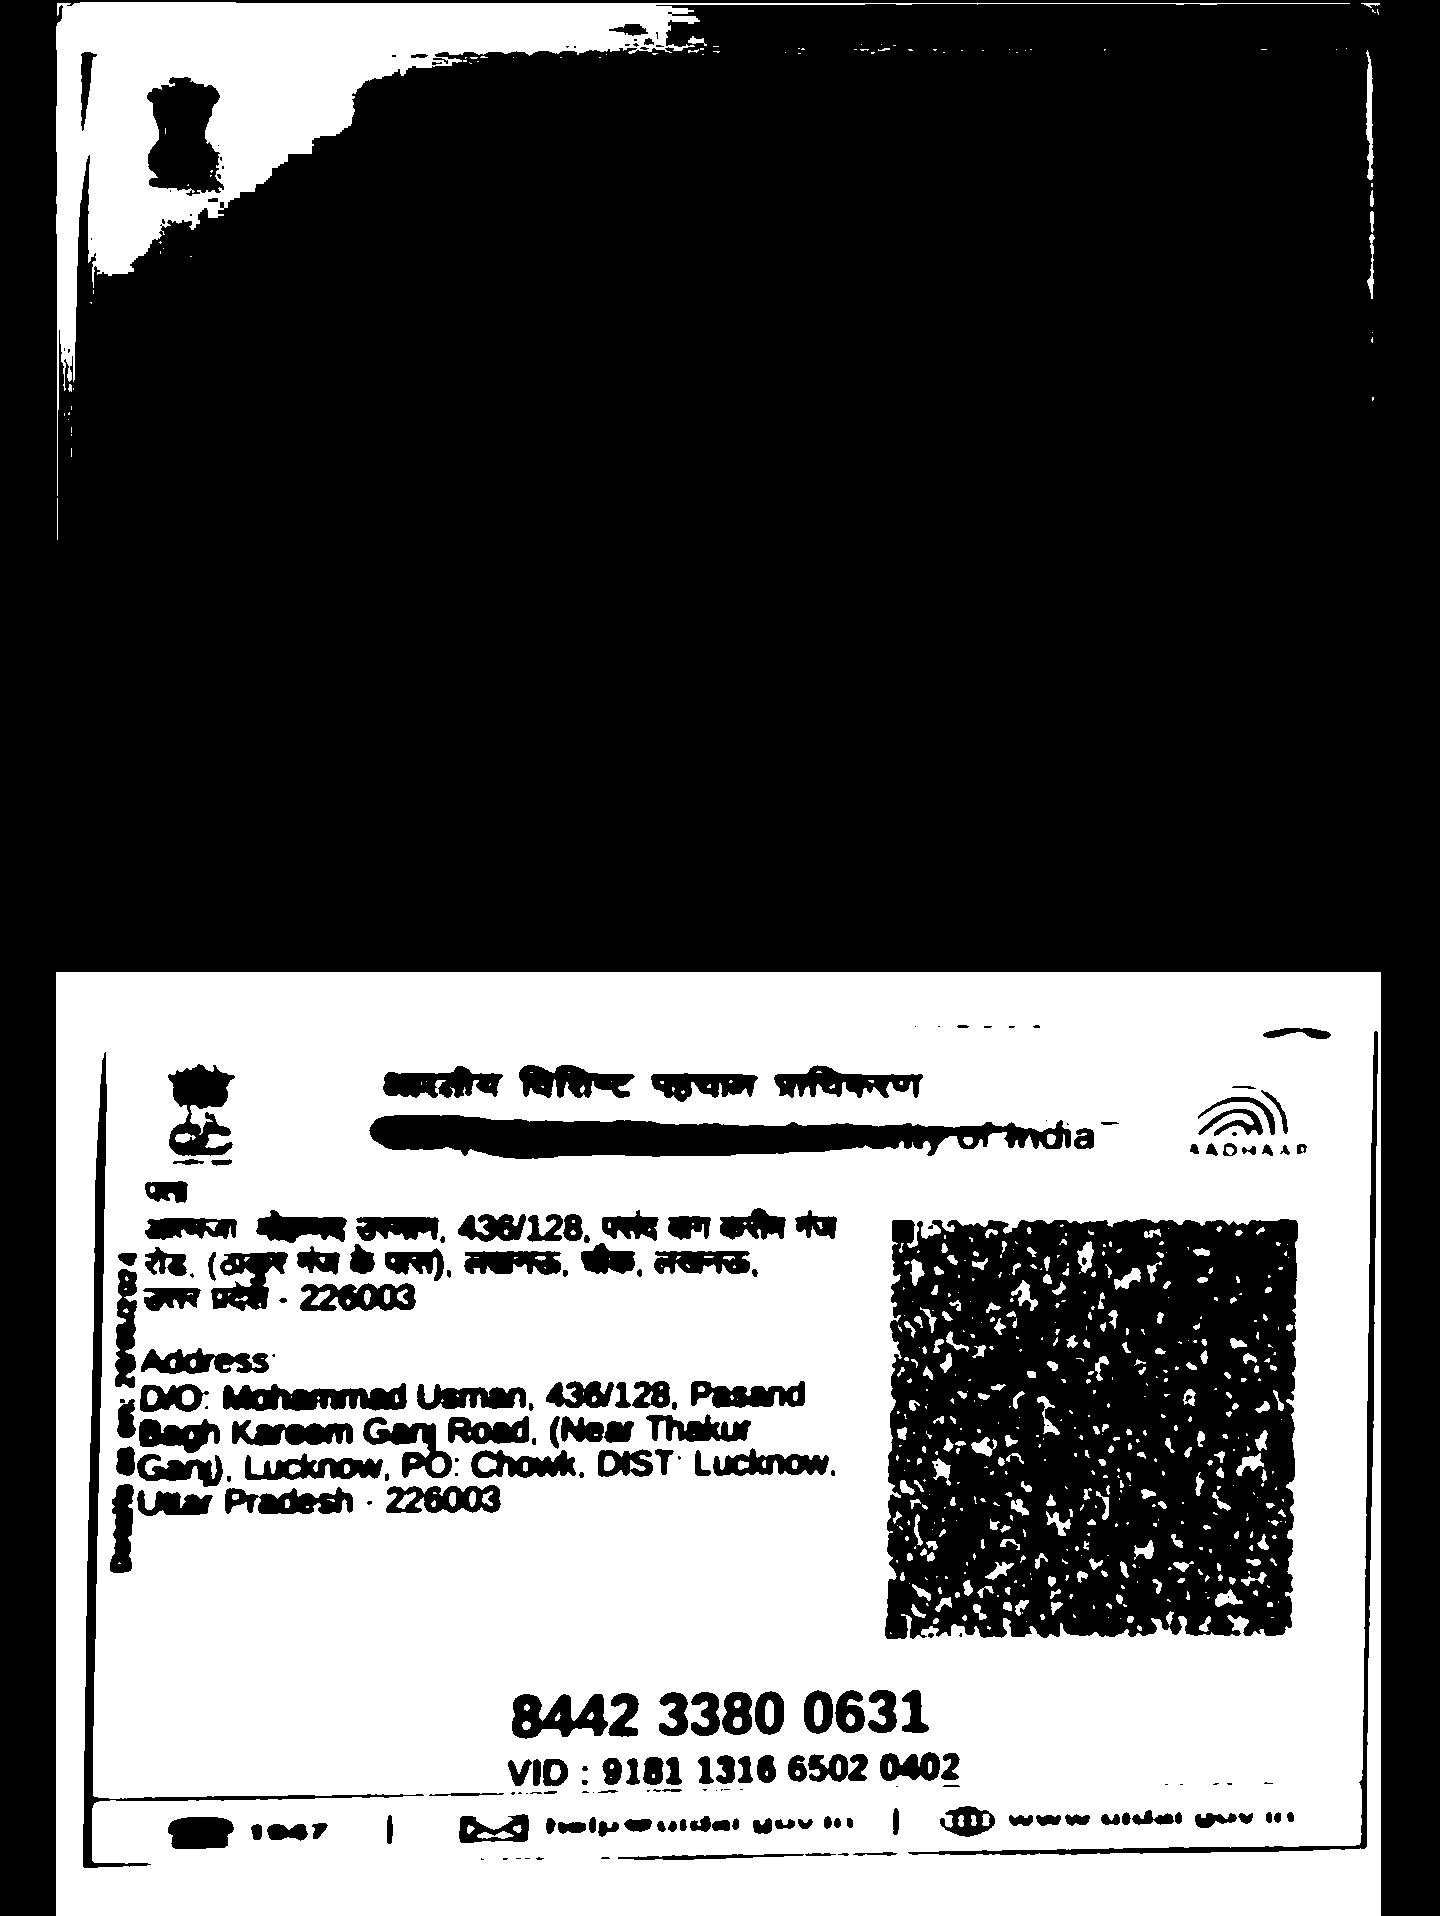 भारतीय विशिष्ट पहचान प्राधिकरण
of India
AADHAAR
पता
आत्मजा मोहम्मद उस्मान, 436/128, पसंद बाग करीम गंज
रोड, (ठाकुर गंज के पास), लखनऊ, चौक, लखनऊ,
उत्तर प्रदेश - 226003
Address:
D/O: Mohammad Usman, 436/128, Pasand
Bagh Kareem Ganj Road, (Near Thakur
Ganj), Lucknow, PO: Chowk, DIST: Lucknow,
Uttar Pradesh - 226003
Details as on:
8442 3380 0631
VID : 9181 1316 6502 0402
1947 | help@uidai.gov.in | www.uidai.gov.in